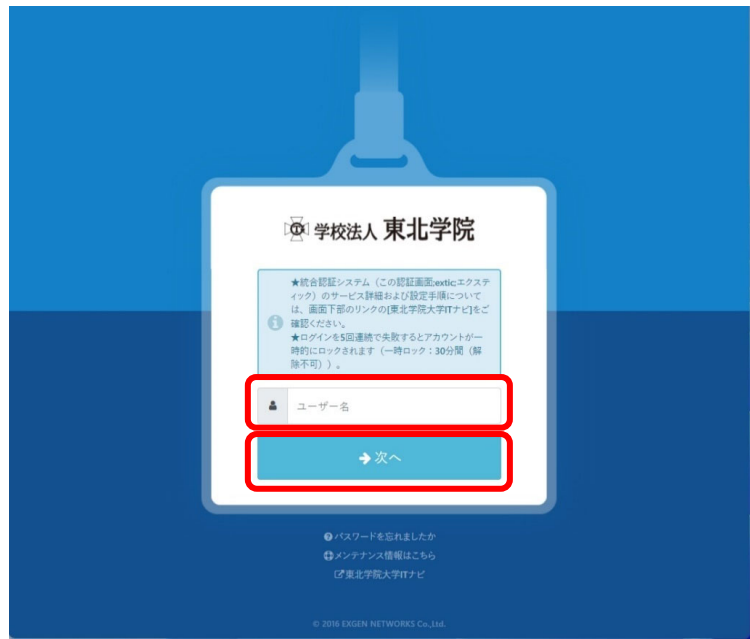 学校法人 東北学院
★統合認証システム（この認証画面:extic:エクステ
ィック）のサービス詳細および設定手順について
は、画面下部のリンクの[東北学院大学ITナビ]をご
確認ください。
★ログインを5回連続で失敗するとアカウントが一
時的にロックされます（一時ロック：30分間（解
除不可））。
ユーザー名
次へ
パスワードを忘れましたか
メンテナンス情報はこちら
東北学院大学ITナビ
© 2016 EXGEN NETWORKS Co.,Ltd.